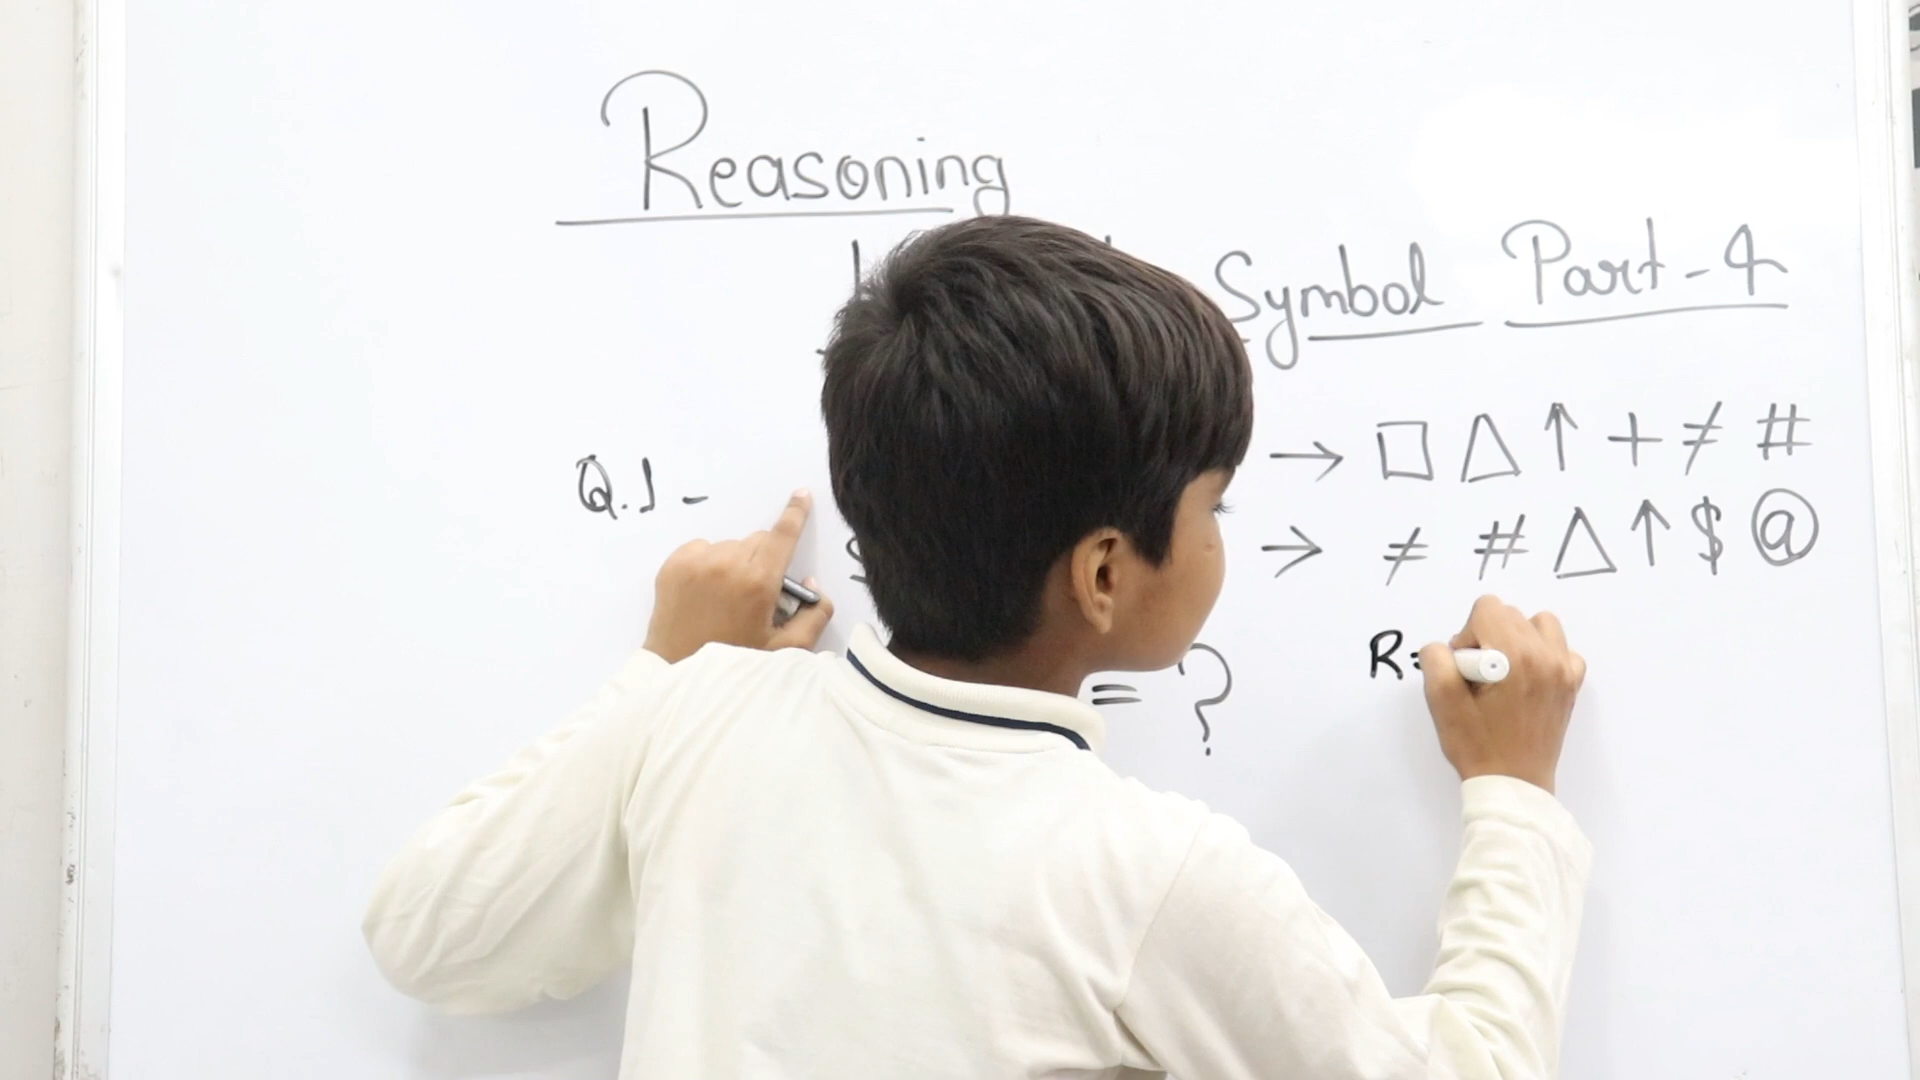 Reasoning
Symbol Part-4
Q.1 - → □ △ ↑ + ≠ #
→ ≠ # △ ↑ $ @
= ? R=